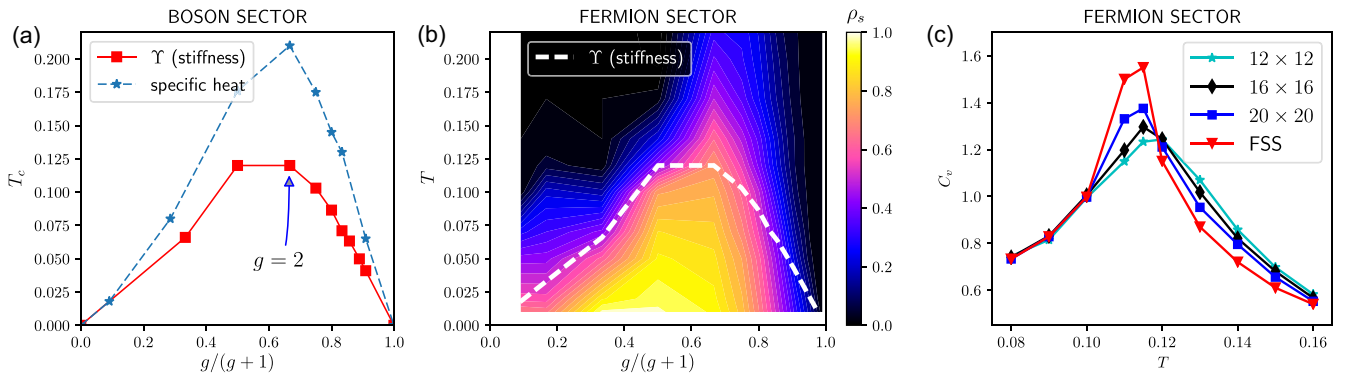 BOSON SECTOR
(a)
Υ (stiffness)
specific heat
g = 2
T_c
0.200
0.175
0.150
0.125
0.100
0.075
0.050
0.025
0.000
0.0 0.2 0.4 0.6 0.8 1.0
g/(g + 1)
FERMION SECTOR
(b)
Υ (stiffness)
T
0.200
0.175
0.150
0.125
0.100
0.075
0.050
0.025
0.000
0.0 0.2 0.4 0.6 0.8 1.0
g/(g + 1)
ρ_s
1.0
0.8
0.6
0.4
0.2
0.0
FERMION SECTOR
(c)
12 × 12
16 × 16
20 × 20
FSS
C_v
1.6
1.4
1.2
1.0
0.8
0.6
0.08 0.10 0.12 0.14 0.16
T